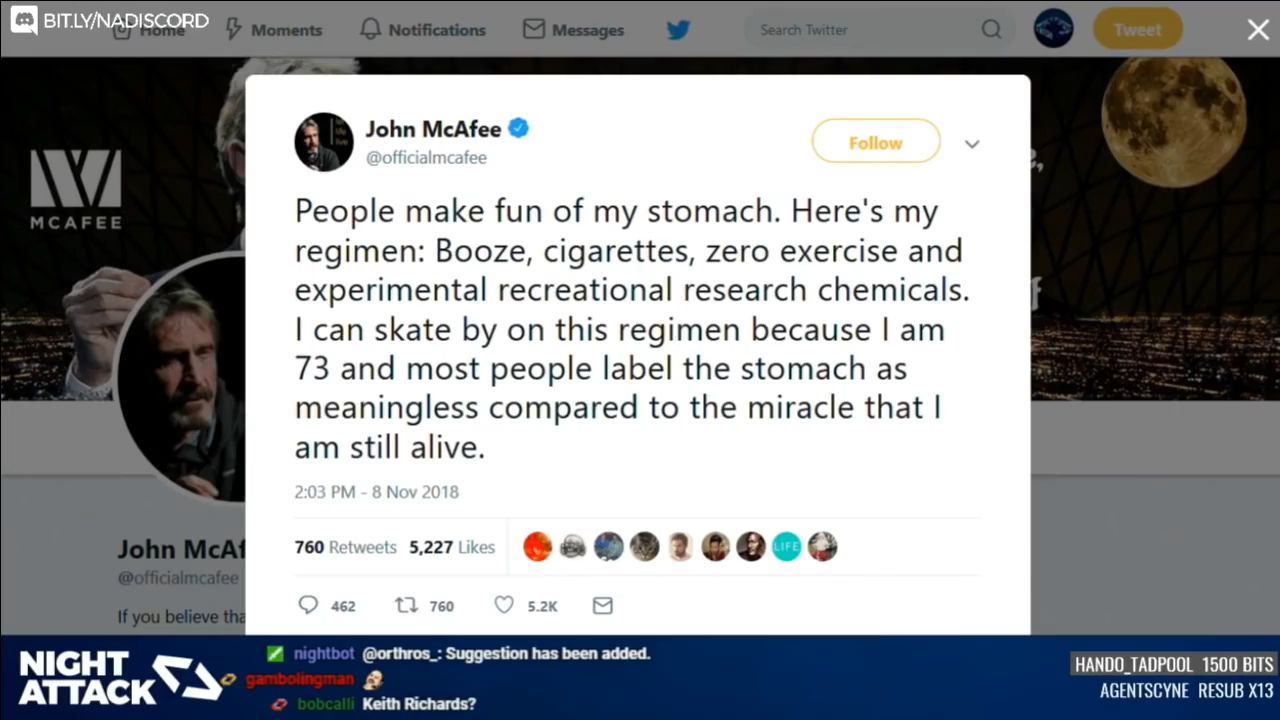 BIT.LY/NADISCORD
Home
Moments
Notifications
Messages
Search Twitter
Tweet
MCAFEE
John McAfee
@officialmcafee
Follow
People make fun of my stomach. Here's my
regimen: Booze, cigarettes, zero exercise and
experimental recreational research chemicals.
I can skate by on this regimen because I am
73 and most people label the stomach as
meaningless compared to the miracle that I
am still alive.
2:03 PM - 8 Nov 2018
760 Retweets 5,227 Likes
LIFE
462 760 5.2K
John McAf
@officialmcafee
If you believe tha
NIGHT
ATTACK
nightbot @orthros_: Suggestion has been added.
gambolingman
bobcalli Keith Richards?
HANDO_TADPOOL 1500 BITS
AGENTSCYNE RESUB X13